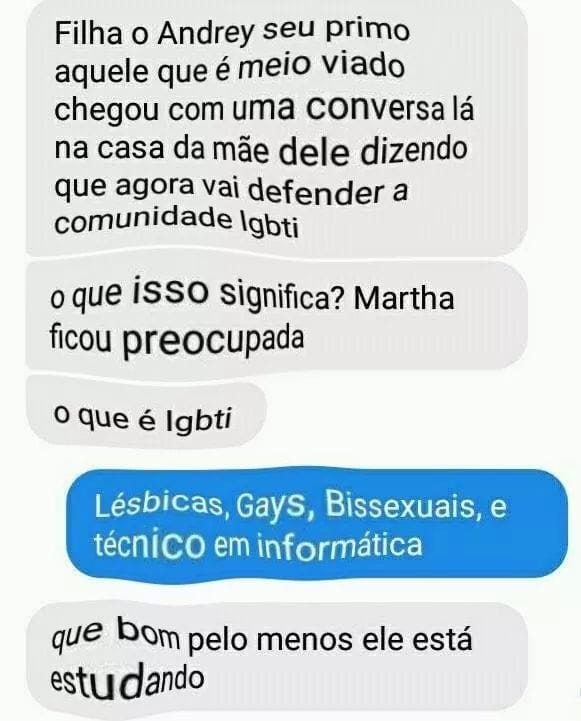 Filha o Andrey seu primo
aquele que é meio viado
chegou com uma conversa lá
na casa da mãe dele dizendo
que agora vai defender a
comunidade lgbti
o que isso significa? Martha
ficou preocupada
o que é lgbti
Lésbicas, Gays, Bissexuais, e
técnico em informática
que bom pelo menos ele está
estudando